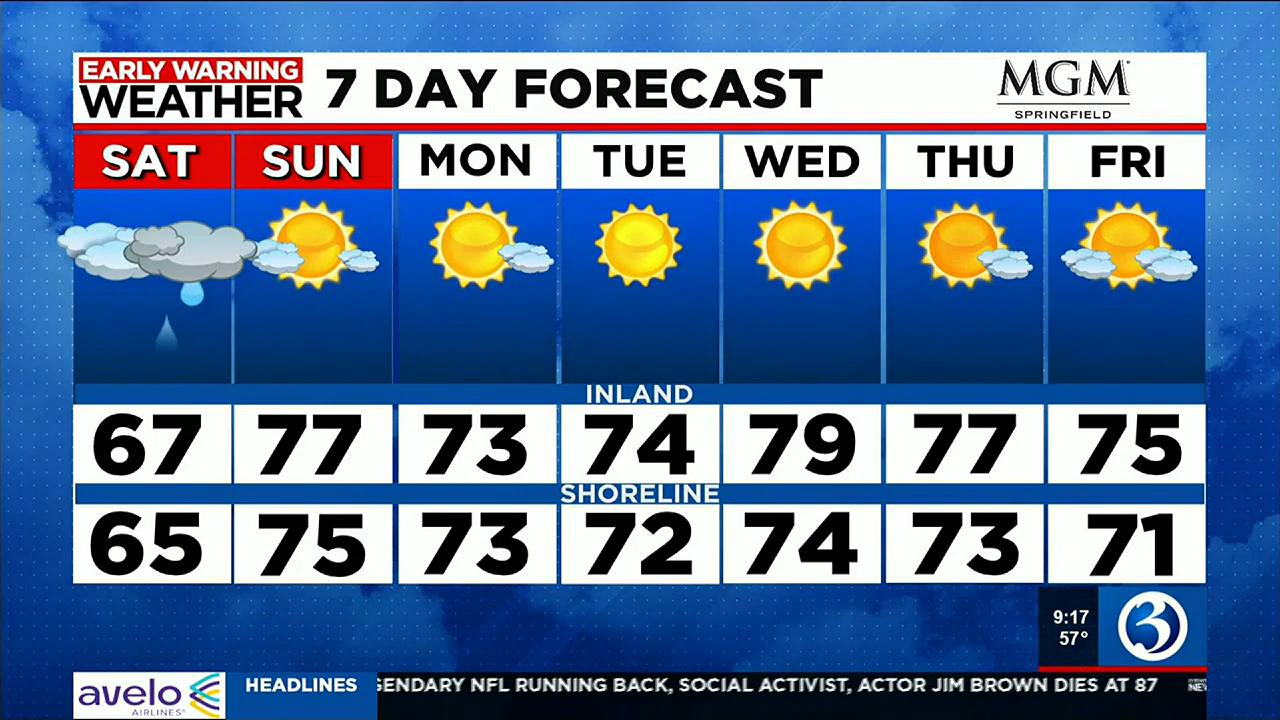 EARLY WARNING
WEATHER
7 DAY FORECAST
MGM
SPRINGFIELD
SAT SUN MON TUE WED THU FRI
INLAND
67 77 73 74 79 77 75
SHORELINE
65 75 73 72 74 73 71
9:17
57°
3
avelo
AIRLINES
HEADLINES
GENDARY NFL RUNNING BACK, SOCIAL ACTIVIST, ACTOR JIM BROWN DIES AT 87